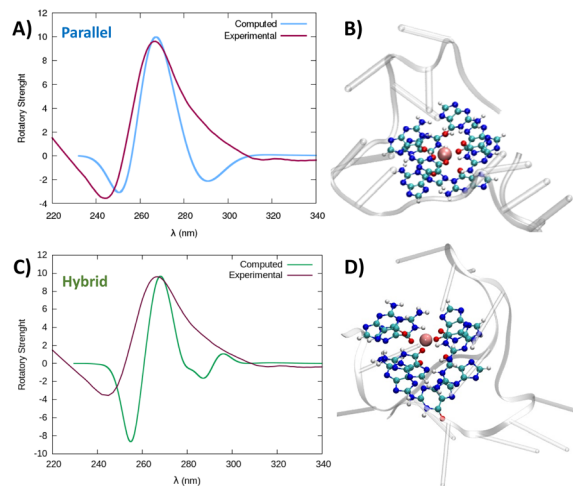 A)
Parallel
B)
Computed
Experimental
Rotatory Strenght
12
10
8
6
4
2
0
-2
-4
220
240
260
280
300
320
340
λ (nm)
C)
Hybrid
D)
Computed
Experimental
Rotatory Strenght
12
10
8
6
4
2
0
-2
-4
-6
-8
-10
220
240
260
280
300
320
340
λ (nm)